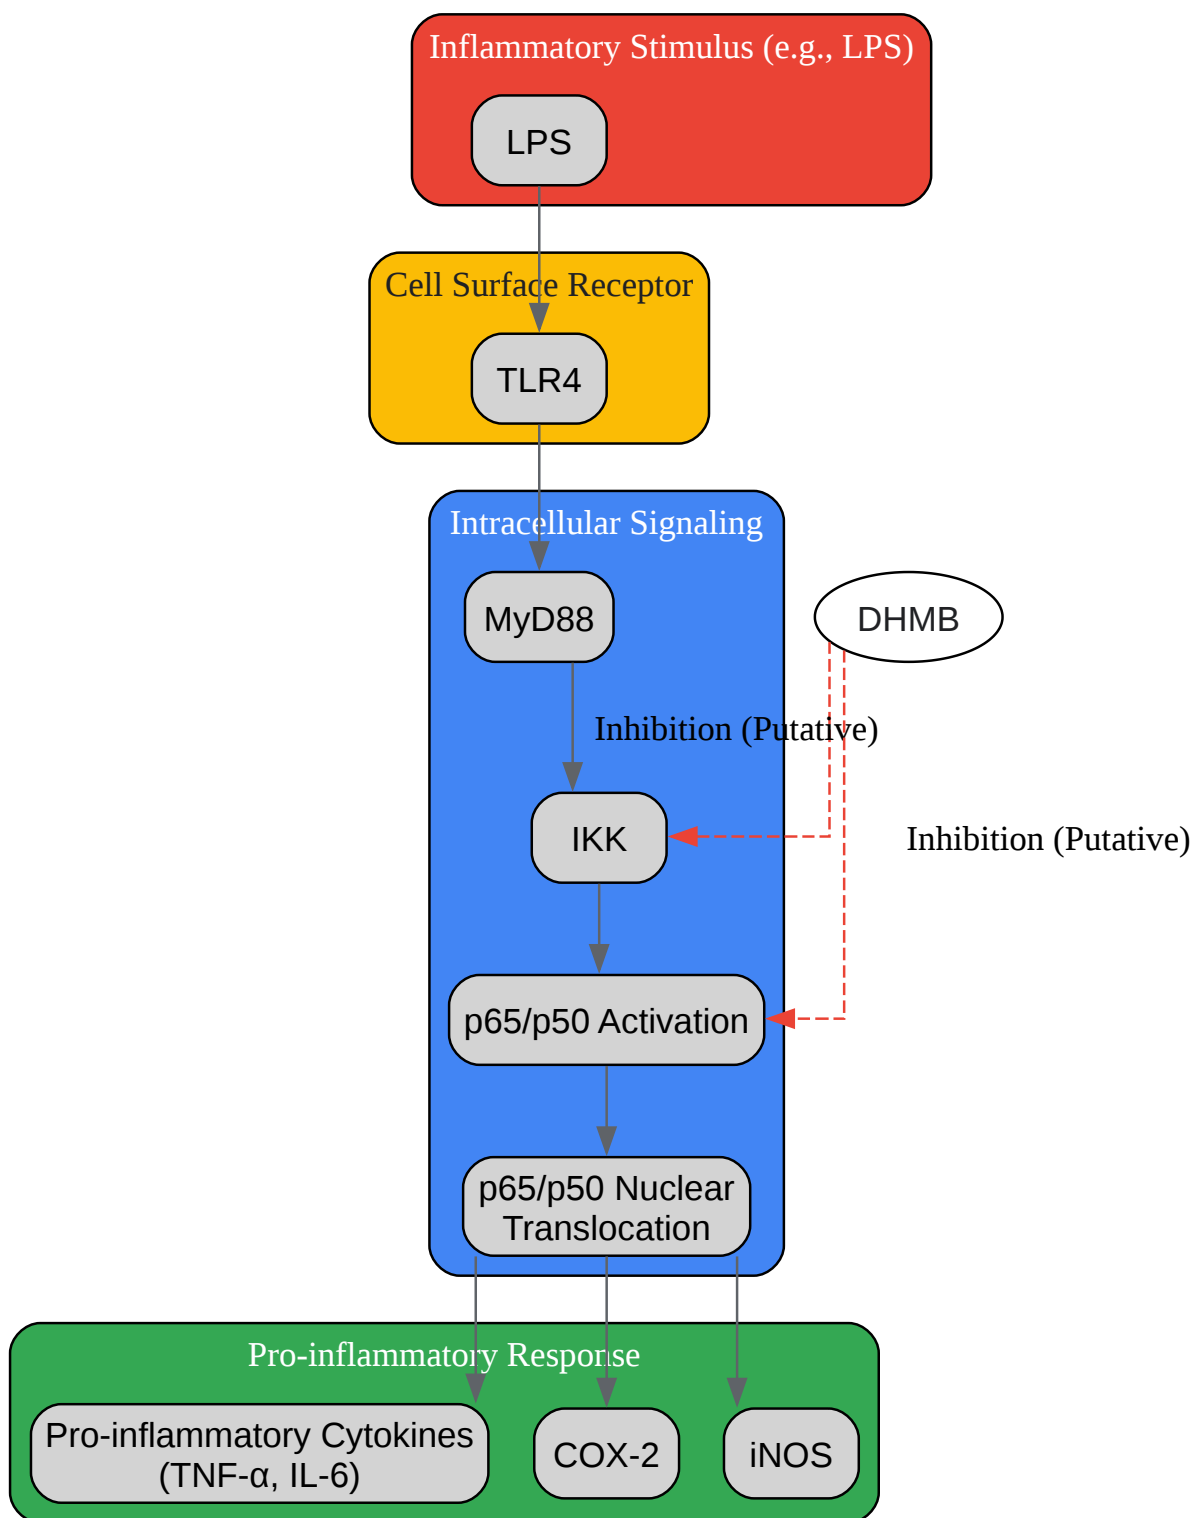 Inflammatory Stimulus (e.g., LPS)
LPS
Cell Surface Receptor
TLR4
Intracellular Signaling
MyD88
DHMB
Inhibition (Putative)
IKK
Inhibition (Putative)
p65/p50 Activation
p65/p50 Nuclear
Translocation
Pro-inflammatory Response
Pro-inflammatory Cytokines
(TNF-α, IL-6)
COX-2
iNOS